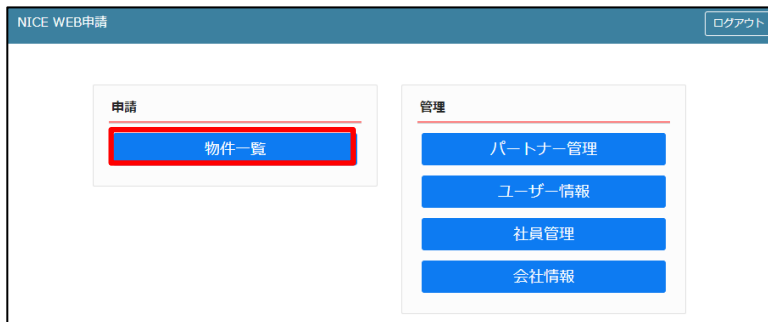 NICE WEB申請
ログアウト
申請
物件一覧
管理
パートナー管理
ユーザー情報
社員管理
会社情報